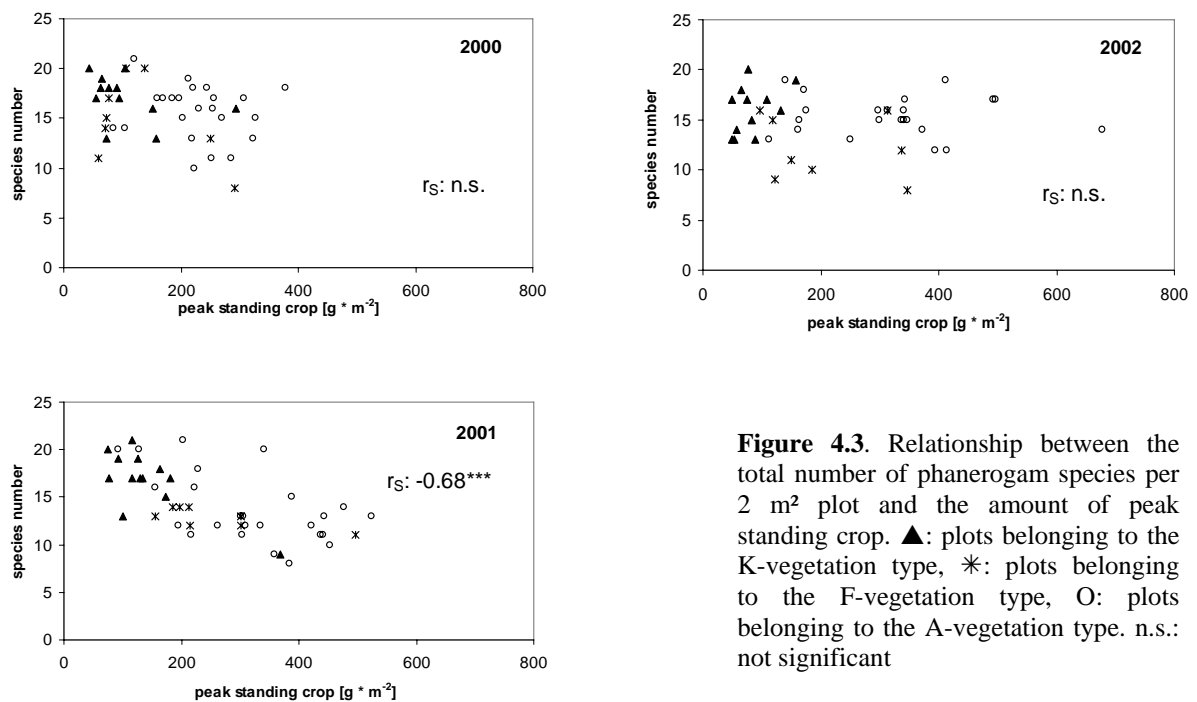 25
20
15
10
5
0
species number
2000
rS: n.s.
0 200 400 600 800
peak standing crop [g * m-2]
25
20
15
10
5
0
species number
2002
rS: n.s.
0 200 400 600 800
peak standing crop [g * m-2]
25
20
15
10
5
0
species number
2001
rS: -0.68***
0 200 400 600 800
peak standing crop [g * m-2]
Figure 4.3. Relationship between the
total number of phanerogam species per
2 m² plot and the amount of peak
standing crop. ▲: plots belonging to the
K-vegetation type, ✳: plots belonging
to the F-vegetation type, O: plots
belonging to the A-vegetation type. n.s.:
not significant